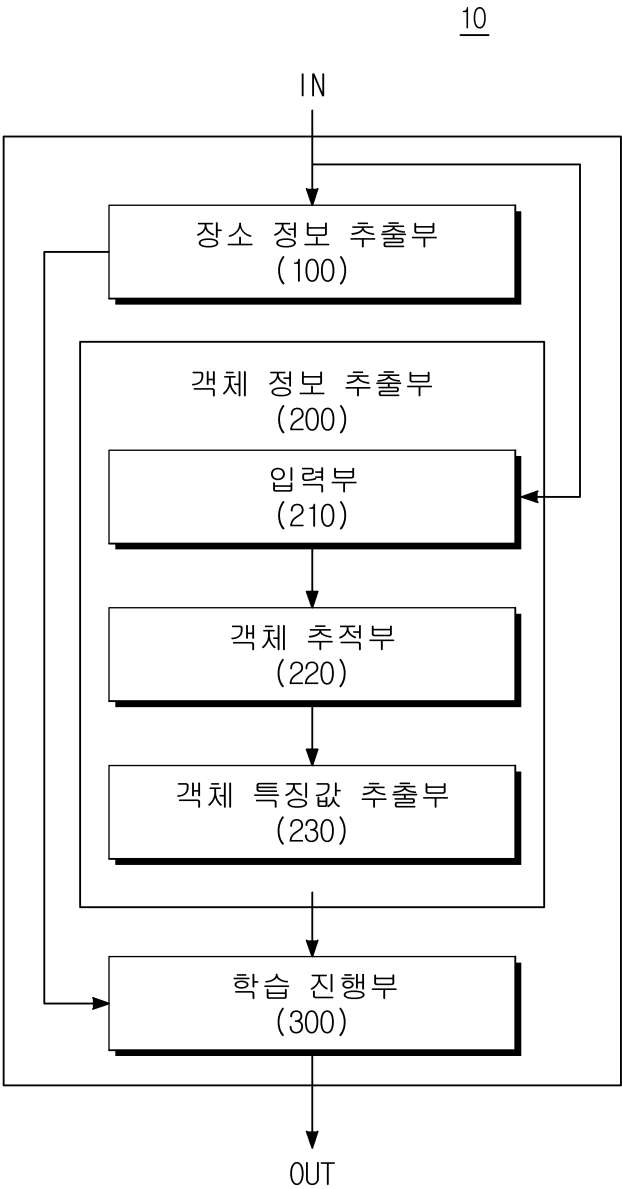 10
IN
장소 정보 추출부
(100)
객체 정보 추출부
(200)
입력부
(210)
객체 추적부
(220)
객체 특징값 추출부
(230)
학습 진행부
(300)
OUT